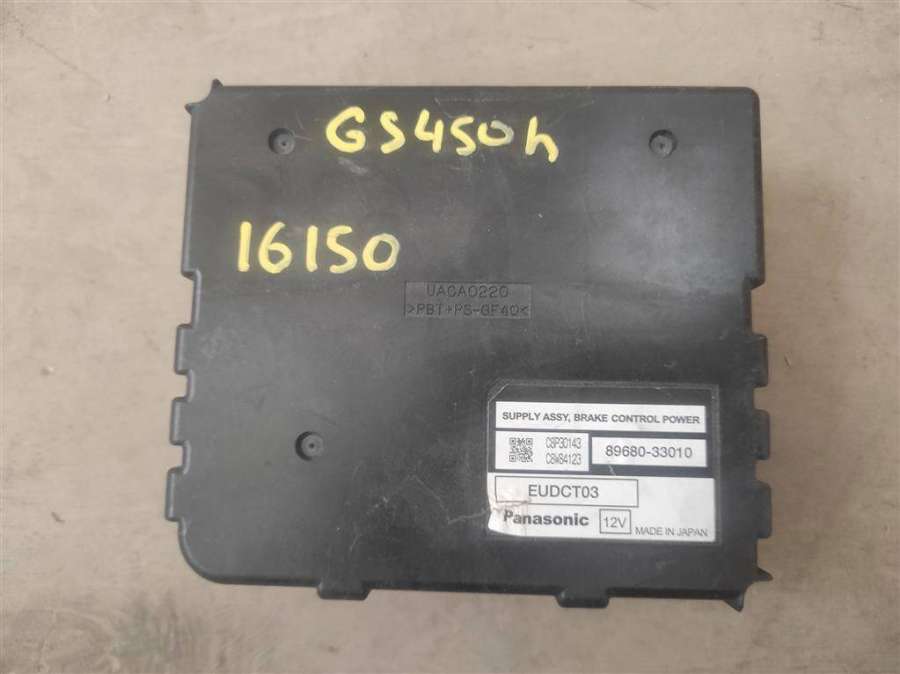 GS450h
16150
UACA0220
>PBT+PS-GF40<
SUPPLY ASSY, BRAKE CONTROL POWER
C8P30143
C8W84123
89680-33010
EUDCT03
Panasonic 12V MADE IN JAPAN